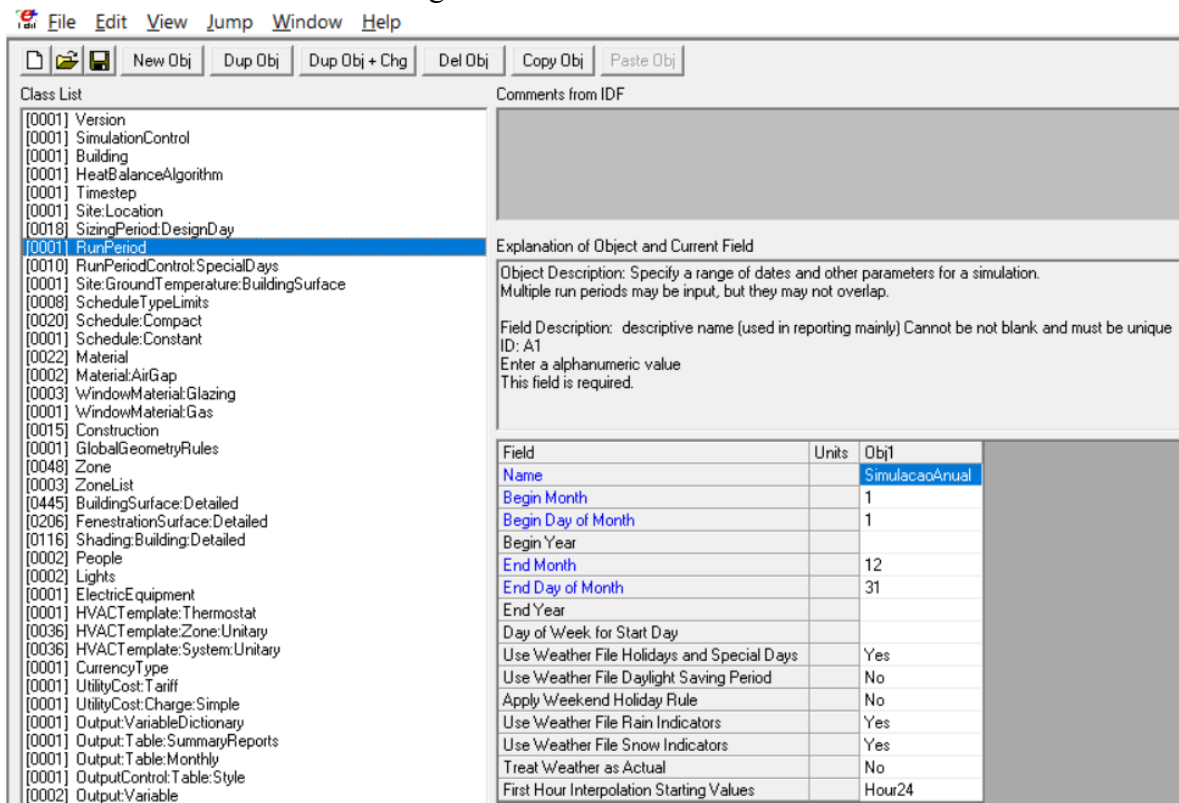 File Edit View Jump Window Help
New Obj Dup Obj Dup Obj + Chg Del Obj Copy Obj Paste Obj
Class List
[0001] Version
[0001] SimulationControl
[0001] Building
[0001] HeatBalanceAlgorithm
[0001] Timestep
[0001] Site:Location
[0018] SizingPeriod:DesignDay
[0001] RunPeriod
[0010] RunPeriodControl:SpecialDays
[0001] Site:GroundTemperature:BuildingSurface
[0008] ScheduleTypeLimits
[0020] Schedule:Compact
[0001] Schedule:Constant
[0022] Material
[0002] Material:AirGap
[0003] WindowMaterial:Glazing
[0001] WindowMaterial:Gas
[0015] Construction
[0001] GlobalGeometryRules
[0048] Zone
[0003] ZoneList
[0445] BuildingSurface:Detailed
[0206] FenestrationSurface:Detailed
[0116] Shading:Building:Detailed
[0002] People
[0002] Lights
[0001] ElectricEquipment
[0001] HVACTemplate:Thermostat
[0036] HVACTemplate:Zone:Unitary
[0036] HVACTemplate:System:Unitary
[0001] CurrencyType
[0001] UtilityCost:Tariff
[0001] UtilityCost:Charge:Simple
[0001] Output:VariableDictionary
[0001] Output:Table:SummaryReports
[0001] Output:Table:Monthly
[0001] OutputControl:Table:Style
[0002] Output:Variable
Comments from IDF
Explanation of Object and Current Field
Object Description: Specify a range of dates and other parameters for a simulation.
Multiple run periods may be input, but they may not overlap.
Field Description: descriptive name (used in reporting mainly) Cannot be not blank and must be unique
ID: A1
Enter a alphanumeric value
This field is required.
Field Units Obj1
Name SimulacaoAnual
Begin Month 1
Begin Day of Month 1
Begin Year
End Month 12
End Day of Month 31
End Year
Day of Week for Start Day
Use Weather File Holidays and Special Days Yes
Use Weather File Daylight Saving Period No
Apply Weekend Holiday Rule No
Use Weather File Rain Indicators Yes
Use Weather File Snow Indicators Yes
Treat Weather as Actual No
First Hour Interpolation Starting Values Hour24